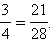 3/4 = 21/28.